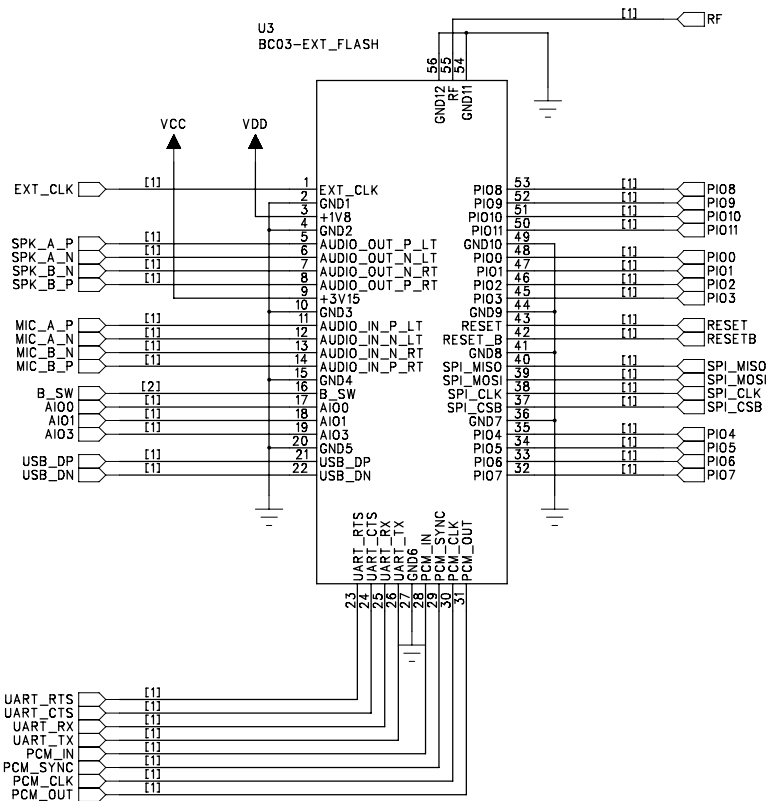 U3
BC03-EXT_FLASH
[1] RF
56 55 54
GND12 RF GND11
VCC VDD
EXT_CLK [1] 1 EXT_CLK
2 GND1
3 +1V8
4 GND2
SPK_A_P [1] 5 AUDIO_OUT_P_LT
SPK_A_N [1] 6 AUDIO_OUT_N_LT
SPK_B_N [1] 7 AUDIO_OUT_N_RT
SPK_B_P [1] 8 AUDIO_OUT_P_RT
9 +3V15
10 GND3
MIC_A_P [1] 11 AUDIO_IN_P_LT
MIC_A_N [1] 12 AUDIO_IN_N_LT
MIC_B_N [1] 13 AUDIO_IN_N_RT
MIC_B_P [1] 14 AUDIO_IN_P_RT
15 GND4
B_SW [2] 16 B_SW
AIO0 [1] 17 AIO0
AIO1 [1] 18 AIO1
AIO3 [1] 19 AIO3
20 GND5
USB_DP [1] 21 USB_DP
USB_DN [1] 22 USB_DN
PIO8 53 [1] PIO8
PIO9 52 [1] PIO9
PIO10 51 [1] PIO10
PIO11 50 [1] PIO11
GND10 49
PIO0 48 [1] PIO0
PIO1 47 [1] PIO1
PIO2 46 [1] PIO2
PIO3 45 [1] PIO3
GND9 44
RESET 43 [1] RESET
RESET_B 42 [1] RESETB
GND8 41
SPI_MISO 40 [1] SPI_MISO
SPI_MOSI 39 [1] SPI_MOSI
SPI_CLK 38 [1] SPI_CLK
SPI_CSB 37 [1] SPI_CSB
GND7 36
PIO4 35 [1] PIO4
PIO5 34 [1] PIO5
PIO6 33 [1] PIO6
PIO7 32 [1] PIO7
UART_RTS UART_CTS UART_RX UART_TX GND6 PCM_IN PCM_SYNC PCM_CLK PCM_OUT
23 24 25 26 27 28 29 30 31
UART_RTS [1]
UART_CTS [1]
UART_RX [1]
UART_TX [1]
PCM_IN [1]
PCM_SYNC [1]
PCM_CLK [1]
PCM_OUT [1]